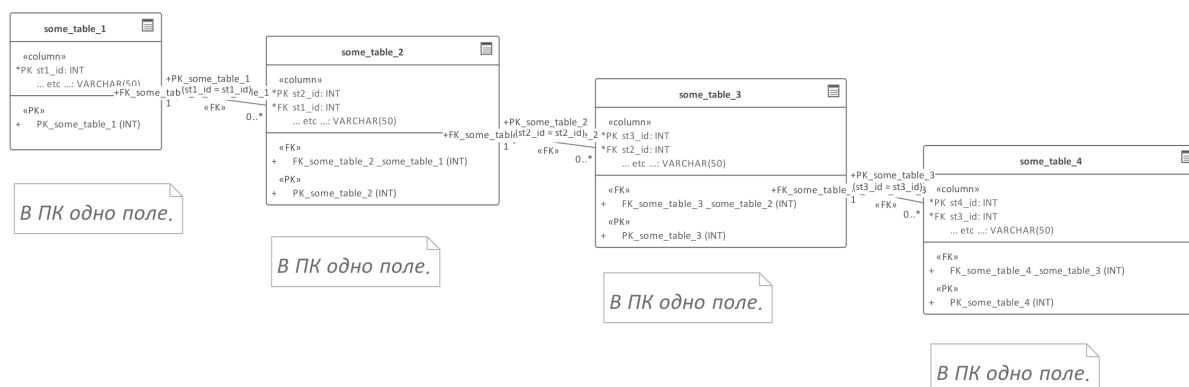 some_table_1
«column»
*PK st1_id: INT
... etc ...: VARCHAR(50)
«PK»
+ PK_some_table_1 (INT)
В ПК одно поле.
+PK_some_table_1
(st1_id = st1_id)
1
«FK»
0..*
some_table_2
«column»
*PK st2_id: INT
*FK st1_id: INT
... etc ...: VARCHAR(50)
«FK»
+ FK_some_table_2 _some_table_1 (INT)
«PK»
+ PK_some_table_2 (INT)
В ПК одно поле.
+PK_some_table_2
(st2_id = st2_id)
1
«FK»
0..*
some_table_3
«column»
*PK st3_id: INT
*FK st2_id: INT
... etc ...: VARCHAR(50)
«FK»
+ FK_some_table_3 _some_table_2 (INT)
«PK»
+ PK_some_table_3 (INT)
В ПК одно поле.
+PK_some_table_3
(st3_id = st3_id)
1
«FK»
0..*
some_table_4
«column»
*PK st4_id: INT
*FK st3_id: INT
... etc ...: VARCHAR(50)
«FK»
+ FK_some_table_4 _some_table_3 (INT)
«PK»
+ PK_some_table_4 (INT)
В ПК одно поле.